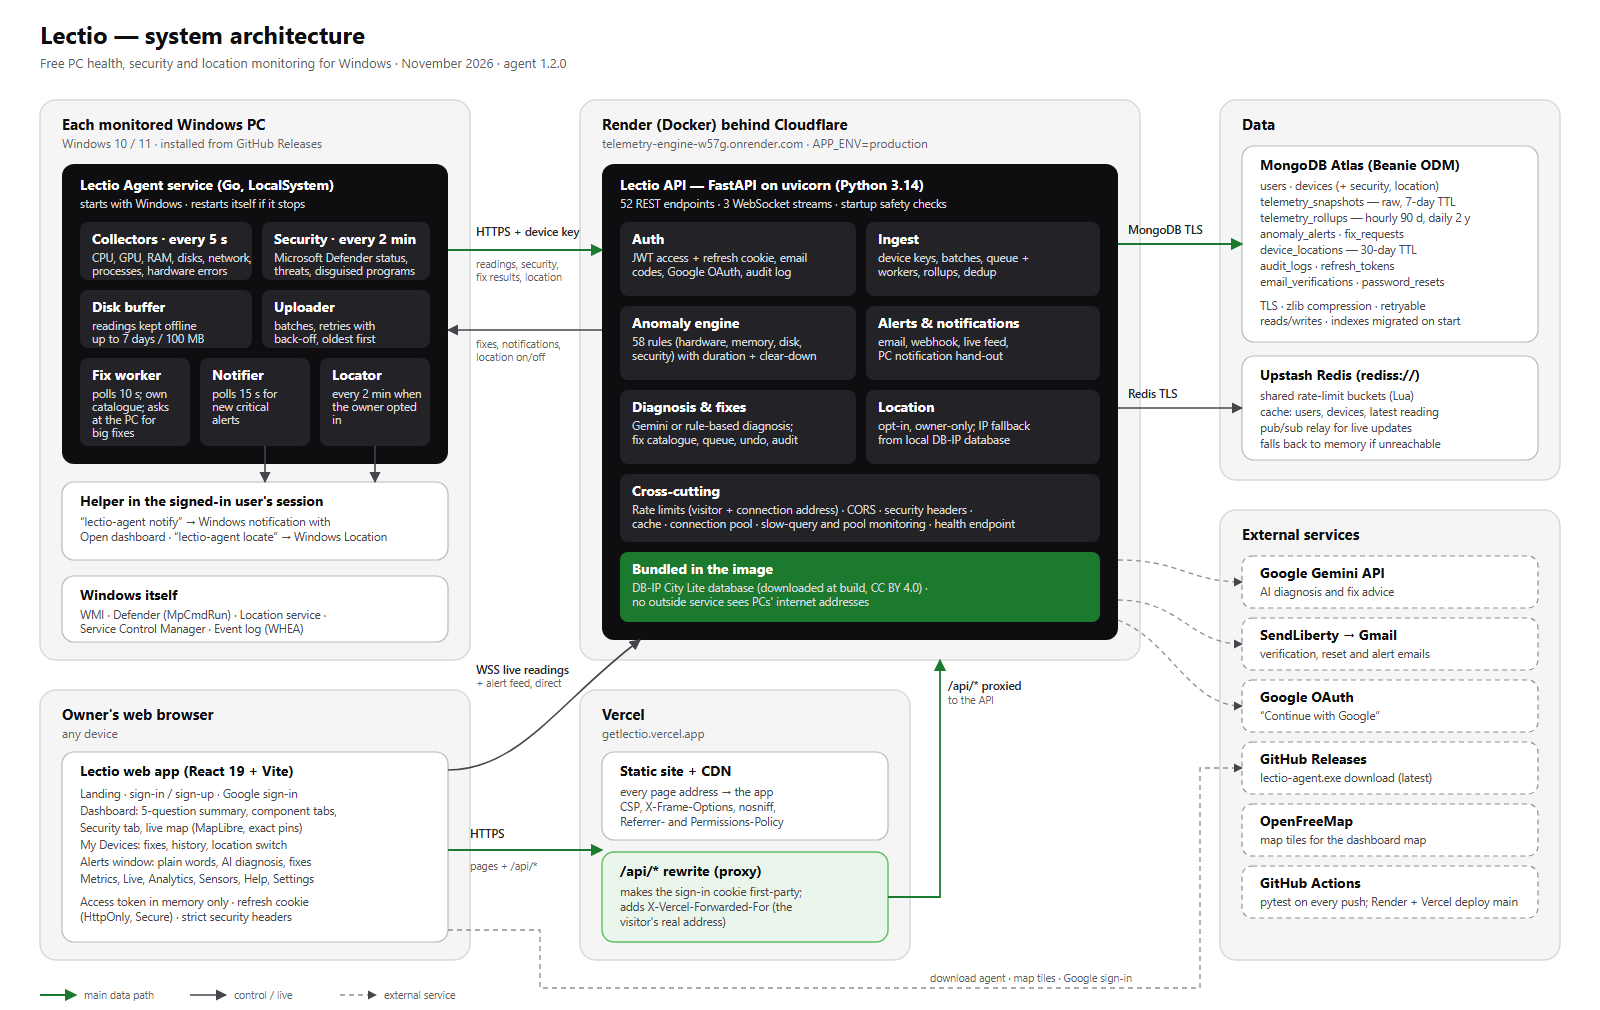 Lectio — system architecture
Free PC health, security and location monitoring for Windows · November 2026 · agent 1.2.0
Each monitored Windows PC
Windows 10 / 11 · installed from GitHub Releases
Lectio Agent service (Go, LocalSystem)
starts with Windows · restarts itself if it stops
Collectors · every 5 s
CPU, GPU, RAM, disks, network,
processes, hardware errors
Security · every 2 min
Microsoft Defender status,
threats, disguised programs
Disk buffer
readings kept offline
up to 7 days / 100 MB
Uploader
batches, retries with
back-off, oldest first
Fix worker
polls 10 s; own
catalogue; asks
at the PC for
big fixes
Notifier
polls 15 s for
new critical
alerts
Locator
every 2 min when
the owner opted
in
Helper in the signed-in user's session
“lectio-agent notify” → Windows notification with
Open dashboard · “lectio-agent locate” → Windows Location
Windows itself
WMI · Defender (MpCmdRun) · Location service ·
Service Control Manager · Event log (WHEA)
HTTPS + device key
readings, security,
fix results, location
fixes, notifications,
location on/off
Render (Docker) behind Cloudflare
telemetry-engine-w57g.onrender.com · APP_ENV=production
Lectio API — FastAPI on uvicorn (Python 3.14)
52 REST endpoints · 3 WebSocket streams · startup safety checks
Auth
JWT access + refresh cookie, email
codes, Google OAuth, audit log
Ingest
device keys, batches, queue +
workers, rollups, dedup
Anomaly engine
58 rules (hardware, memory, disk,
security) with duration + clear-down
Alerts & notifications
email, webhook, live feed,
PC notification hand-out
Diagnosis & fixes
Gemini or rule-based diagnosis;
fix catalogue, queue, undo, audit
Location
opt-in, owner-only; IP fallback
from local DB-IP database
Cross-cutting
Rate limits (visitor + connection address) · CORS · security headers ·
cache · connection pool · slow-query and pool monitoring · health endpoint
Bundled in the image
DB-IP City Lite database (downloaded at build, CC BY 4.0) ·
no outside service sees PCs' internet addresses
MongoDB TLS
Redis TLS
Data
MongoDB Atlas (Beanie ODM)
users · devices (+ security, location)
telemetry_snapshots — raw, 7-day TTL
telemetry_rollups — hourly 90 d, daily 2 y
anomaly_alerts · fix_requests
device_locations — 30-day TTL
audit_logs · refresh_tokens
email_verifications · password_resets
TLS · zlib compression · retryable
reads/writes · indexes migrated on start
Upstash Redis (rediss://)
shared rate-limit buckets (Lua)
cache: users, devices, latest reading
pub/sub relay for live updates
falls back to memory if unreachable
External services
Google Gemini API
AI diagnosis and fix advice
SendLiberty → Gmail
verification, reset and alert emails
Google OAuth
“Continue with Google”
GitHub Releases
lectio-agent.exe download (latest)
OpenFreeMap
map tiles for the dashboard map
GitHub Actions
pytest on every push; Render + Vercel deploy main
WSS live readings
+ alert feed, direct
/api/* proxied
to the API
Owner's web browser
any device
Lectio web app (React 19 + Vite)
Landing · sign-in / sign-up · Google sign-in
Dashboard: 5-question summary, component tabs,
Security tab, live map (MapLibre, exact pins)
My Devices: fixes, history, location switch
Alerts window: plain words, AI diagnosis, fixes
Metrics, Live, Analytics, Sensors, Help, Settings
Access token in memory only · refresh cookie
(HttpOnly, Secure) · strict security headers
HTTPS
pages + /api/*
Vercel
getlectio.vercel.app
Static site + CDN
every page address → the app
CSP, X-Frame-Options, nosniff,
Referrer- and Permissions-Policy
/api/* rewrite (proxy)
makes the sign-in cookie first-party;
adds X-Vercel-Forwarded-For (the
visitor's real address)
download agent · map tiles · Google sign-in
main data path
control / live
external service